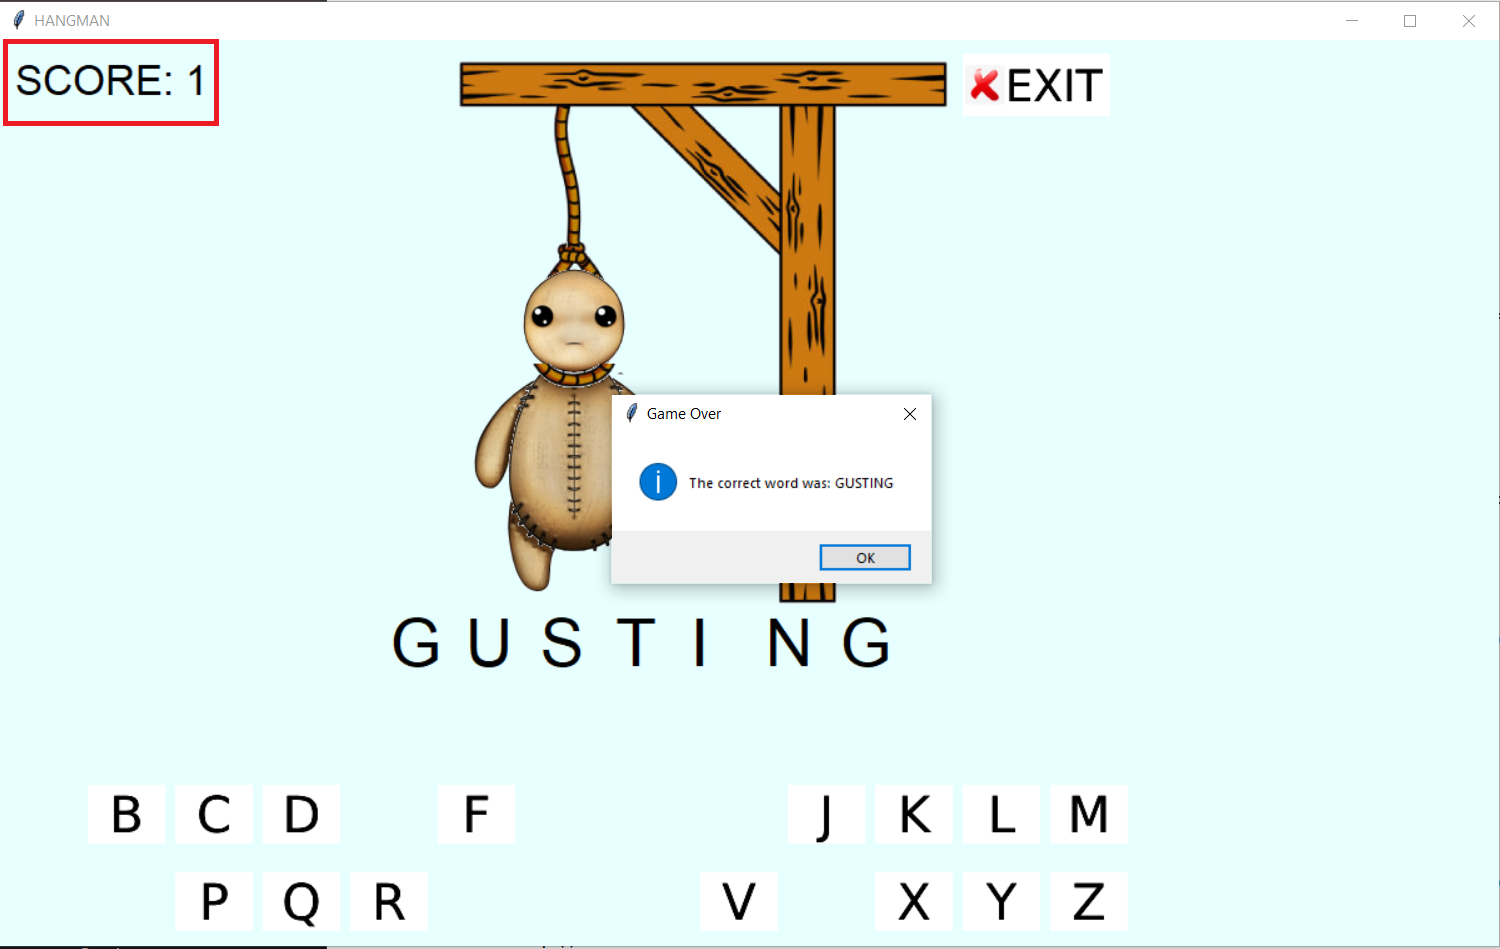 HANGMAN
SCORE: 1
EXIT
Game Over
The correct word was: GUSTING
OK
G U S T I N G
B C D F J K L M
P Q R V X Y Z